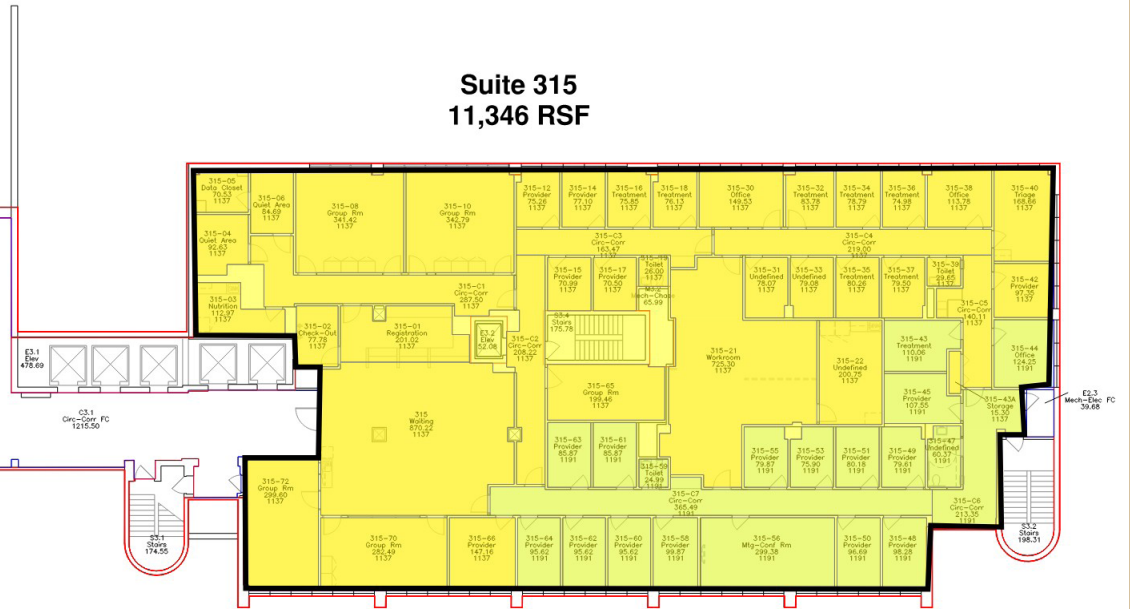 Suite 315
11,346 RSF
315-05
Data Closet
70.53
1137
315-06
Quiet Area
84.69
1137
315-04
Quiet Area
92.63
1137
315-03
Nutrition
112.97
1137
315-08
Group Rm
341.42
1137
315-10
Group Rm
342.79
1137
315-12
Provider
75.26
1137
315-14
Provider
77.10
1137
315-16
Treatment
75.85
1137
315-18
Treatment
76.13
1137
315-30
Office
149.53
1137
315-32
Treatment
83.78
1137
315-34
Treatment
78.79
1137
315-36
Treatment
74.98
1137
315-38
Office
113.78
1137
315-40
Triage
168.66
1137
315-C3
Circ-Corr
163.47
1137
315-C4
Circ-Corr
219.00
1137
315-C1
Circ-Corr
287.50
1137
315-15
Provider
70.99
1137
315-17
Provider
70.50
1137
315-19
Toilet
26.00
1137
Mech-Chase
65.99
315-31
Undefined
78.07
1137
315-33
Undefined
79.08
1137
315-35
Treatment
80.26
1137
315-37
Treatment
79.50
1137
315-39
Toilet
29.65
1137
315-42
Provider
97.35
1137
315-C5
Circ-Corr
140.11
1137
315-02
Check-Out
77.78
1137
315-01
Registration
201.02
1137
E3.2
Elev
52.08
315-C2
Circ-Corr
208.22
1137
S3.4
Stairs
175.78
315-21
Workroom
725.30
1137
315-22
Undefined
200.75
1137
315-43
Treatment
110.06
1191
315-44
Office
124.25
1191
E3.1
Elev
478.69
C3.1
Circ-Corr FC
1215.50
315
Waiting
870.22
1137
315-65
Group Rm
199.46
1137
315-45
Provider
107.55
1191
315-43A
Storage
15.30
1137
E2.3
Mech-Elec FC
39.68
315-63
Provider
85.87
1191
315-61
Provider
85.87
1191
315-59
Toilet
24.99
1191
315-55
Provider
79.87
1191
315-53
Provider
75.90
1191
315-51
Provider
80.18
1191
315-49
Provider
79.61
1191
315-47
Undefined
60.37
1191
315-72
Group Rm
299.60
1137
315-C7
Circ-Corr
365.49
1191
315-C6
Circ-Corr
213.35
1191
S3.1
Stairs
174.55
315-70
Group Rm
282.49
1137
315-66
Provider
147.16
1137
315-64
Provider
95.62
1191
315-62
Provider
95.62
1191
315-60
Provider
95.62
1191
315-58
Provider
99.87
1191
315-56
Mtg-Conf Rm
299.38
1191
315-50
Provider
96.69
1191
315-48
Provider
98.28
1191
S3.2
Stairs
198.31